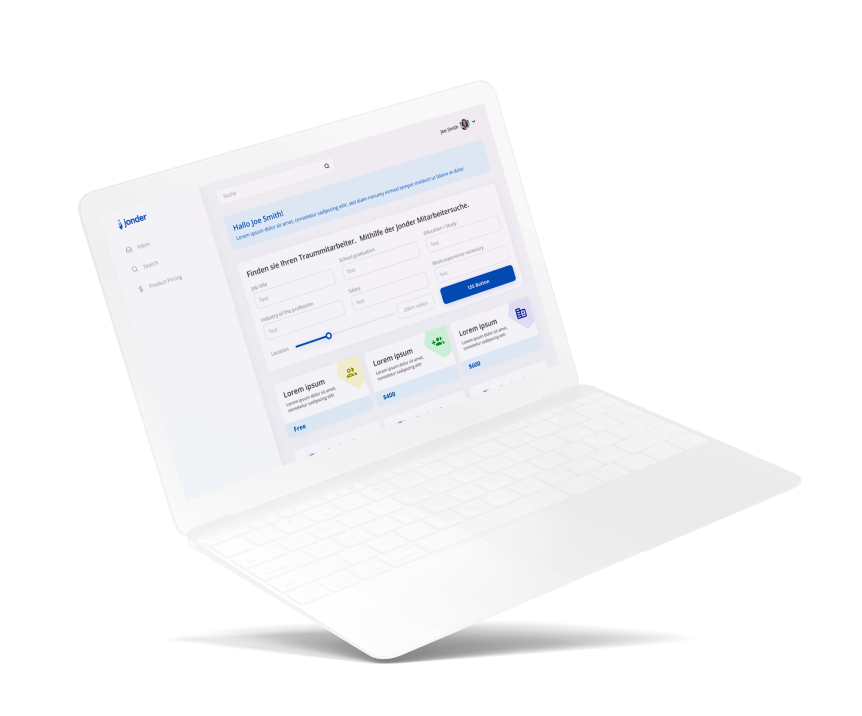 Joe Smith
Suche
jonder
Inbox
Search
Product Pricing
Hallo Joe Smith!
Lorem ipsum dolor sit amet, consetetur sadipscing elitr, sed diam nonumy eirmod tempor invidunt ut labore et dolor
Finden sie Ihren Traummitarbeiter. Mithilfe der Jonder Mitarbeitersuche.
Job title
School graduation
Education / Study
Text
Text
Text
Industry of the profession
Salary
Work experience necessary
Text
Text
Text
Location
20km radius
Lorem ipsum
Lorem ipsum dolor sit amet,
consetetur sadipscing elitr
Free
Lorem ipsum
Lorem ipsum dolor sit amet,
consetetur sadipscing elitr
$400
Lorem ipsum
Lorem ipsum dolor sit amet,
consetetur sadipscing elitr
$600